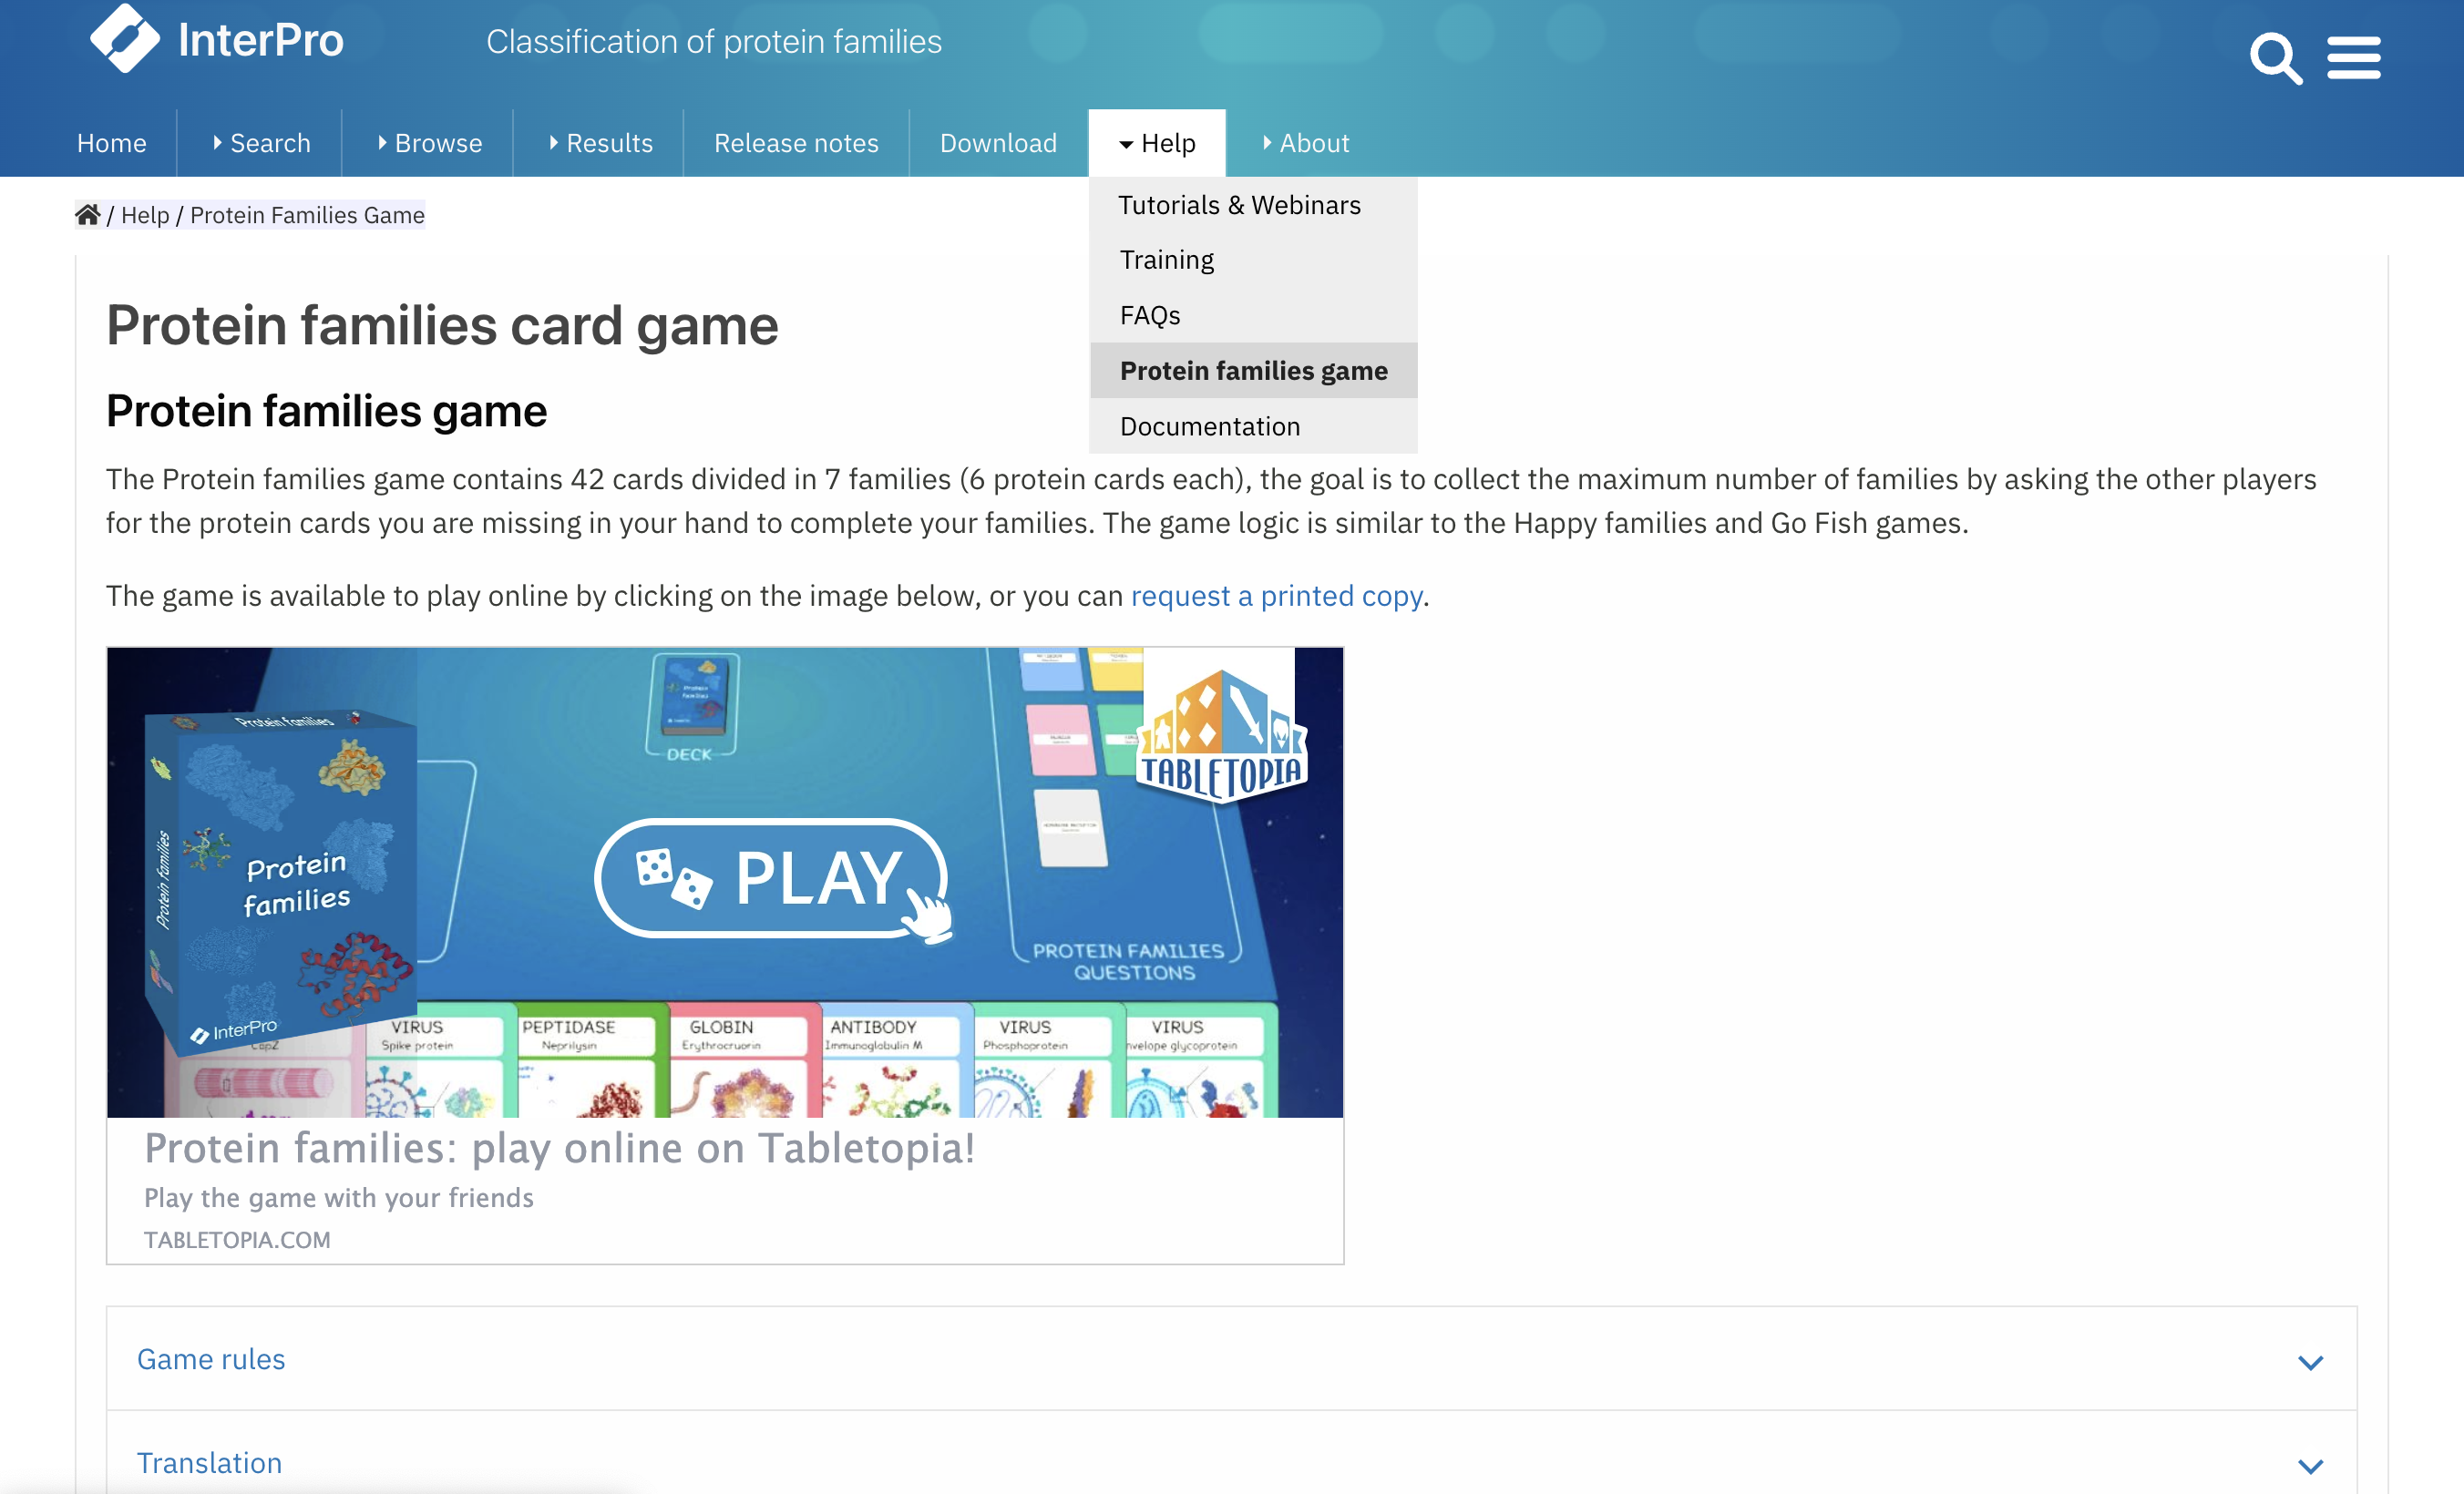 InterPro
Classification of protein families
Home
Search
Browse
Results
Release notes
Download
Help
About
Tutorials & Webinars
Training
FAQs
Protein families game
Documentation
/ Help / Protein Families Game
Protein families card game
Protein families game
The Protein families game contains 42 cards divided in 7 families (6 protein cards each), the goal is to collect the maximum number of families by asking the other players
for the protein cards you are missing in your hand to complete your families. The game logic is similar to the Happy families and Go Fish games.
The game is available to play online by clicking on the image below, or you can request a printed copy.
Protein families
Protein families
Protein
families
InterPro
Protein
families
DECK
TABLETOPIA
PLAY
PROTEIN FAMILIES
QUESTIONS
CapZ
VIRUS
Spike protein
PEPTIDASE
Neprilysin
GLOBIN
Erythrocruorin
ANTIBODY
Immunoglobulin M
VIRUS
Phosphoprotein
VIRUS
nvelope glycoprotein
Protein families: play online on Tabletopia!
Play the game with your friends
TABLETOPIA.COM
Game rules
Translation